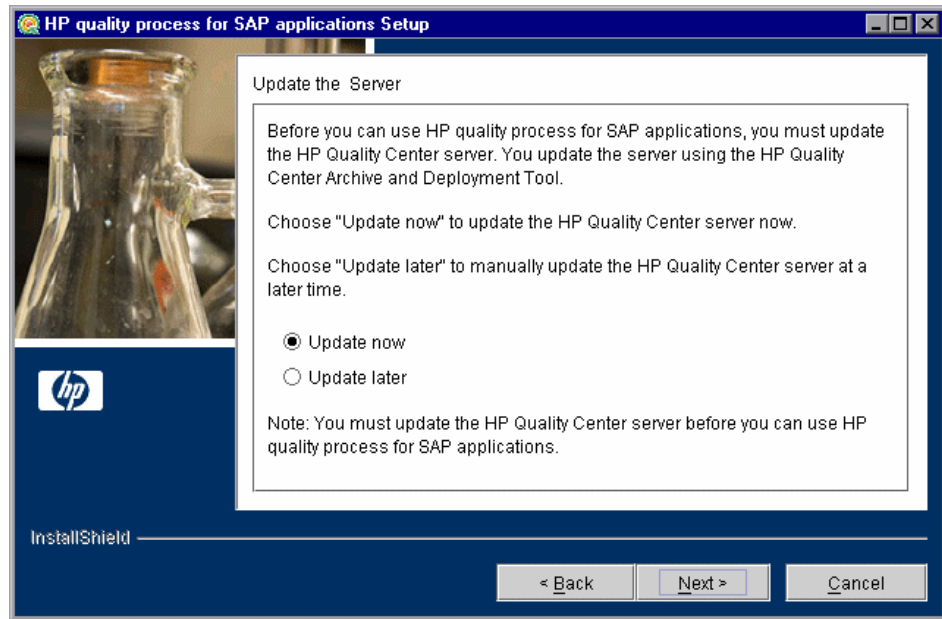 HP quality process for SAP applications Setup
Update the  Server
Before you can use HP quality process for SAP applications, you must update
the HP Quality Center server. You update the server using the HP Quality
Center Archive and Deployment Tool.
Choose "Update now" to update the HP Quality Center server now.
Choose "Update later" to manually update the HP Quality Center server at a
later time.
Update now
Update later
Note: You must update the HP Quality Center server before you can use HP
quality process for SAP applications.
hp
InstallShield
< Back
Next >
Cancel